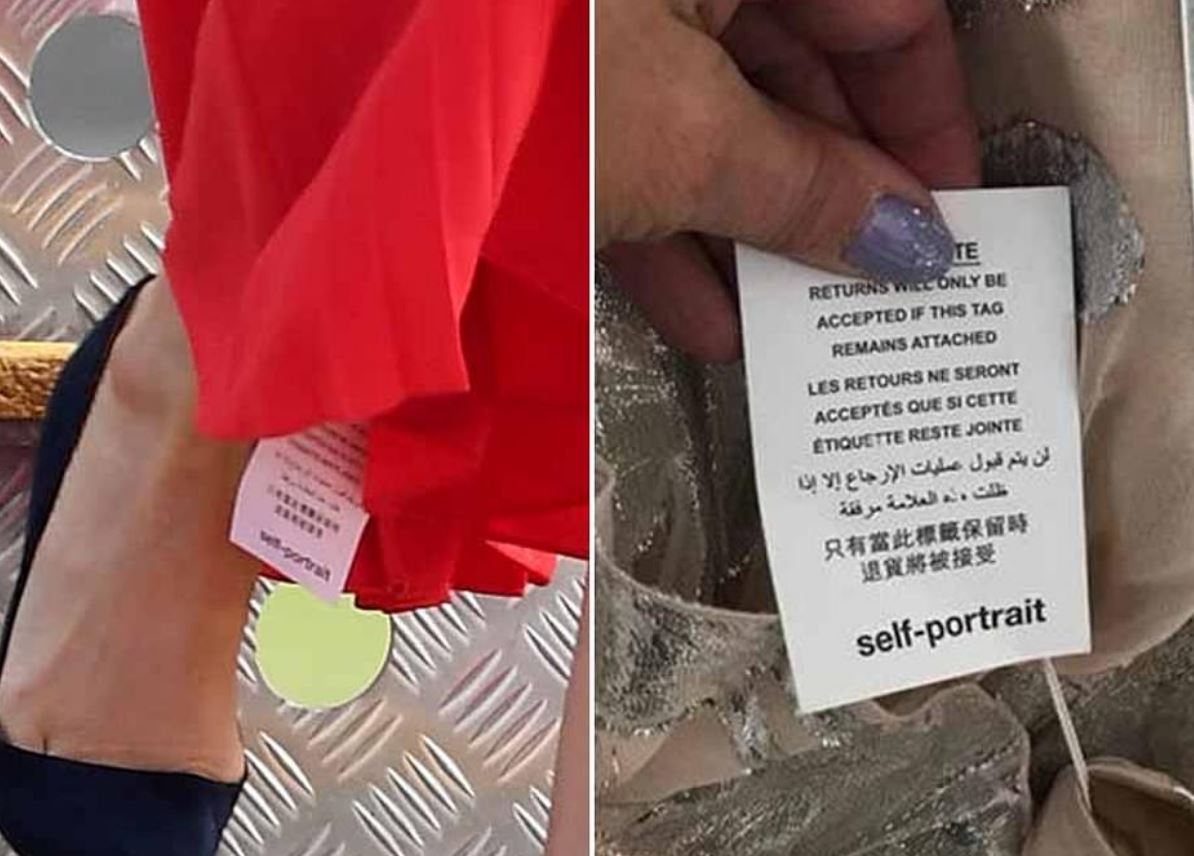 self-portrait
TE
RETURNS WILL ONLY BE
ACCEPTED IF THIS TAG
REMAINS ATTACHED
LES RETOURS NE SERONT
ACCEPTÉS QUE SI CETTE
ÉTIQUETTE RESTE JOINTE
لن يتم قبول عمليات الإرجاع إلا إذا
ظلت هذه العلامة مرفقة
只有當此標籤保留時
退貨將被接受
self-portrait